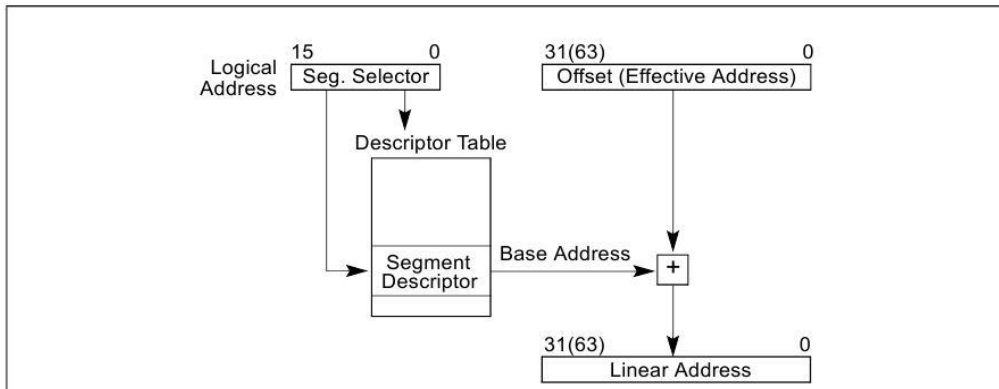 15 0 31(63) 0
Logical
Address
Seg. Selector Offset (Effective Address)
Descriptor Table
Base Address
Segment
Descriptor
+
31(63) 0
Linear Address